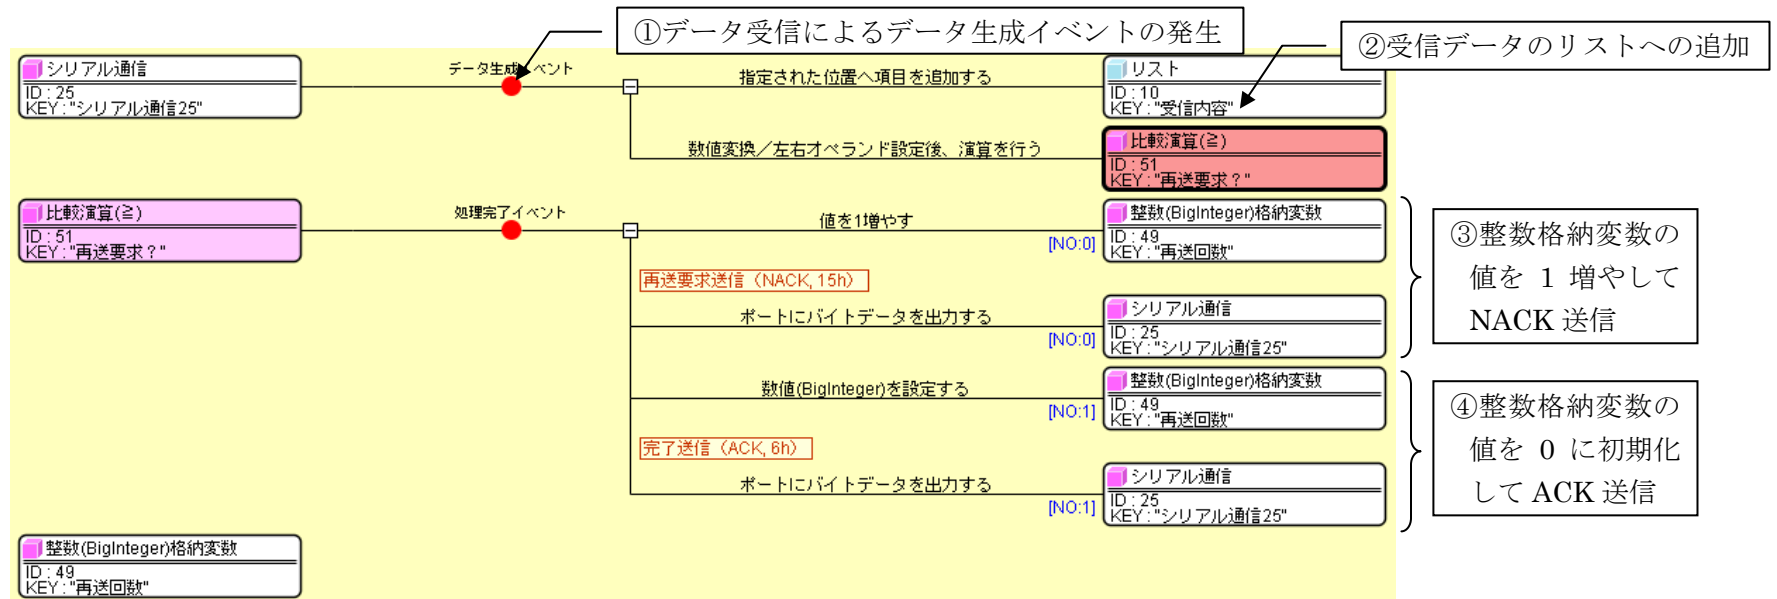 ①データ受信によるデータ生成イベントの発生
②受信データのリストへの追加
シリアル通信
ID : 25
KEY : "シリアル通信25"
データ生成イベント
指定された位置へ項目を追加する
リスト
ID : 10
KEY : "受信内容"
数値変換／左右オペランド設定後、演算を行う
比較演算(≧)
ID : 51
KEY : "再送要求？"
比較演算(≧)
ID : 51
KEY : "再送要求？"
処理完了イベント
値を1増やす
[NO:0]
整数(BigInteger)格納変数
ID : 49
KEY : "再送回数"
再送要求送信（NACK, 15h）
ポートにバイトデータを出力する
[NO:0]
シリアル通信
ID : 25
KEY : "シリアル通信25"
③整数格納変数の
値を 1 増やして
NACK 送信
数値(BigInteger)を設定する
[NO:1]
整数(BigInteger)格納変数
ID : 49
KEY : "再送回数"
完了送信（ACK, 6h）
ポートにバイトデータを出力する
[NO:1]
シリアル通信
ID : 25
KEY : "シリアル通信25"
④整数格納変数の
値を 0 に初期化
して ACK 送信
整数(BigInteger)格納変数
ID : 49
KEY : "再送回数"